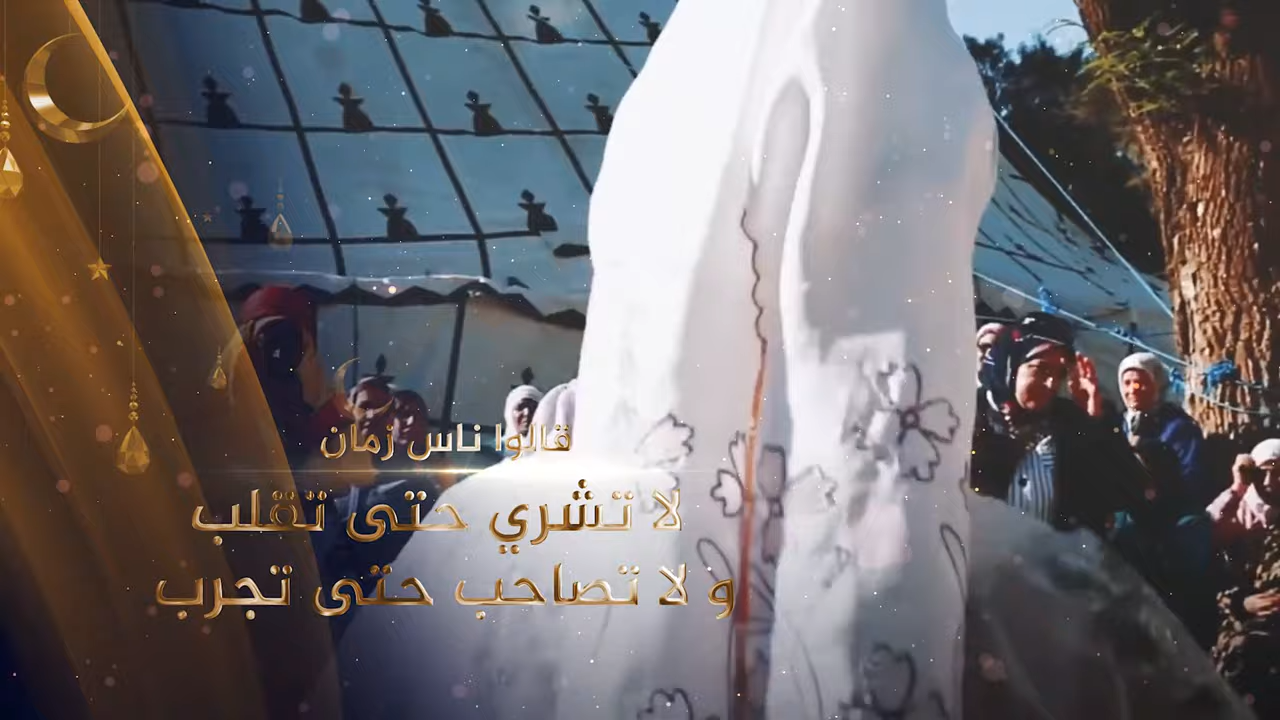 قالوا ناس زمان
لا تشري حتى تقلب
و لا تصاحب حتى تجرب